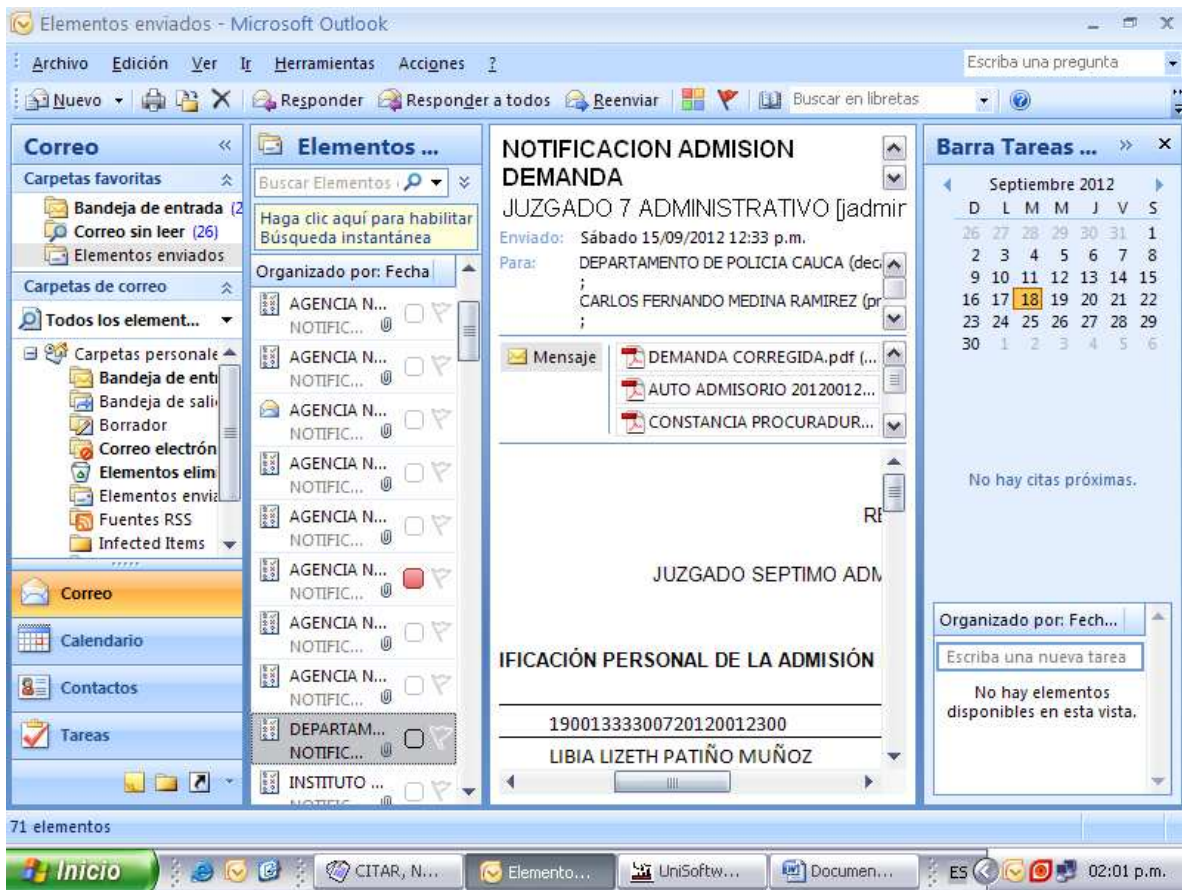 Elementos enviados - Microsoft Outlook
Archivo Edición Ver Ir Herramientas Acciones ?
Escriba una pregunta
Nuevo Responder Responder a todos Reenviar Buscar en libretas
Correo «
Carpetas favoritas
Bandeja de entrada (2
Correo sin leer (26)
Elementos enviados
Carpetas de correo
Todos los element...
Carpetas personale
Bandeja de entr
Bandeja de sali
Borrador
Correo electrón
Elementos elim
Elementos envia
Fuentes RSS
Infected Items
Correo
Calendario
Contactos
Tareas
Elementos ...
Buscar Elementos
Haga clic aquí para habilitar
Búsqueda instantánea
Organizado por: Fecha
AGENCIA N...
NOTIFIC...
AGENCIA N...
NOTIFIC...
AGENCIA N...
NOTIFIC...
AGENCIA N...
NOTIFIC...
AGENCIA N...
NOTIFIC...
AGENCIA N...
NOTIFIC...
AGENCIA N...
NOTIFIC...
AGENCIA N...
NOTIFIC...
DEPARTAM...
NOTIFIC...
INSTITUTO ...
NOTIFIC...
NOTIFICACION ADMISION
DEMANDA
JUZGADO 7 ADMINISTRATIVO [jadmin
Enviado: Sábado 15/09/2012 12:33 p.m.
Para: DEPARTAMENTO DE POLICIA CAUCA (deca
;
CARLOS FERNANDO MEDINA RAMIREZ (pr
;
Mensaje
DEMANDA CORREGIDA.pdf (...
AUTO ADMISORIO 20120012...
CONSTANCIA PROCURADUR...
RE
JUZGADO SEPTIMO ADM
IFICACIÓN PERSONAL DE LA ADMISIÓN
19001333300720120012300
LIBIA LIZETH PATIÑO MUÑOZ
Barra Tareas ... » ×
Septiembre 2012
D L M M J V S
26 27 28 29 30 31 1
2 3 4 5 6 7 8
9 10 11 12 13 14 15
16 17 18 19 20 21 22
23 24 25 26 27 28 29
30 1 2 3 4 5 6
No hay citas próximas.
Organizado por: Fech...
Escriba una nueva tarea
No hay elementos
disponibles en esta vista.
71 elementos
Inicio CITAR, N... Elemento... UniSoftw... Documen... ES 02:01 p.m.